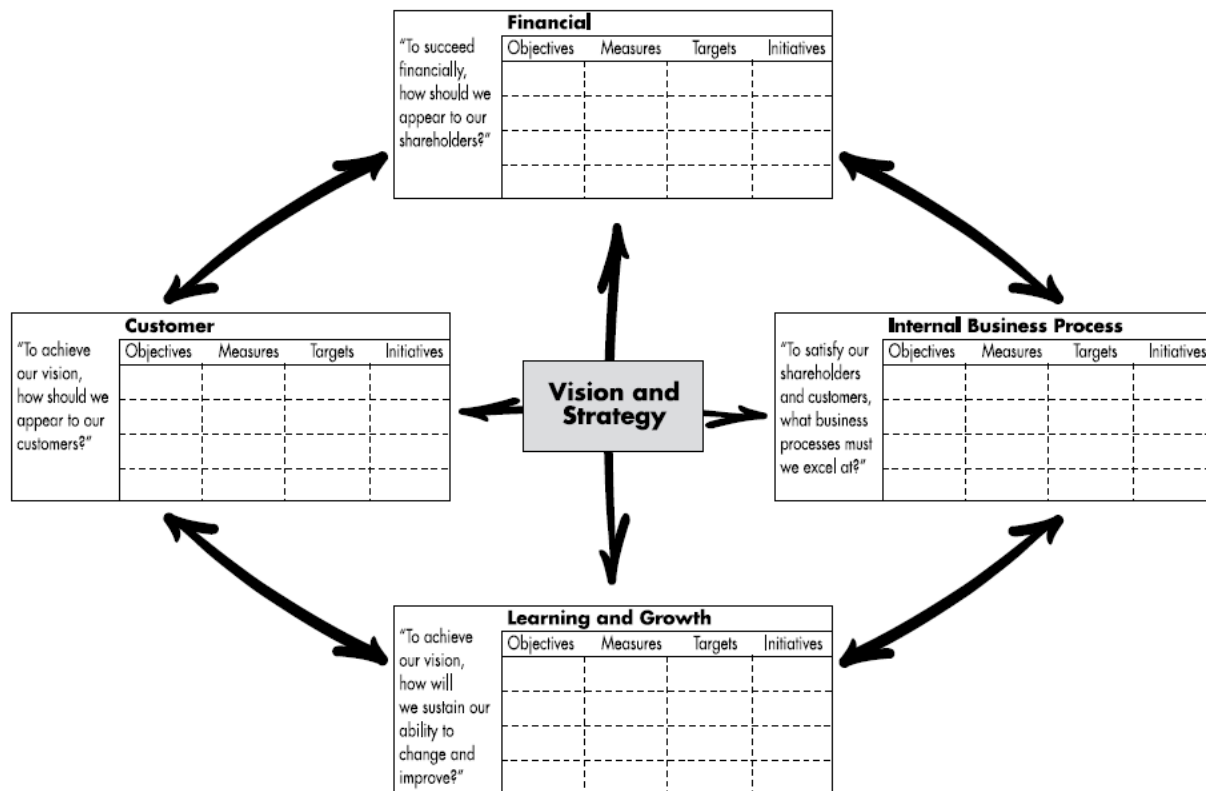 Financial
"To succeed
financially,
how should we
appear to our
shareholders?"
Objectives Measures Targets Initiatives
Customer
"To achieve
our vision,
how should we
appear to our
customers?"
Objectives Measures Targets Initiatives
Vision and
Strategy
Internal Business Process
"To satisfy our
shareholders
and customers,
what business
processes must
we excel at?"
Objectives Measures Targets Initiatives
Learning and Growth
"To achieve
our vision,
how will
we sustain our
ability to
change and
improve?"
Objectives Measures Targets Initiatives